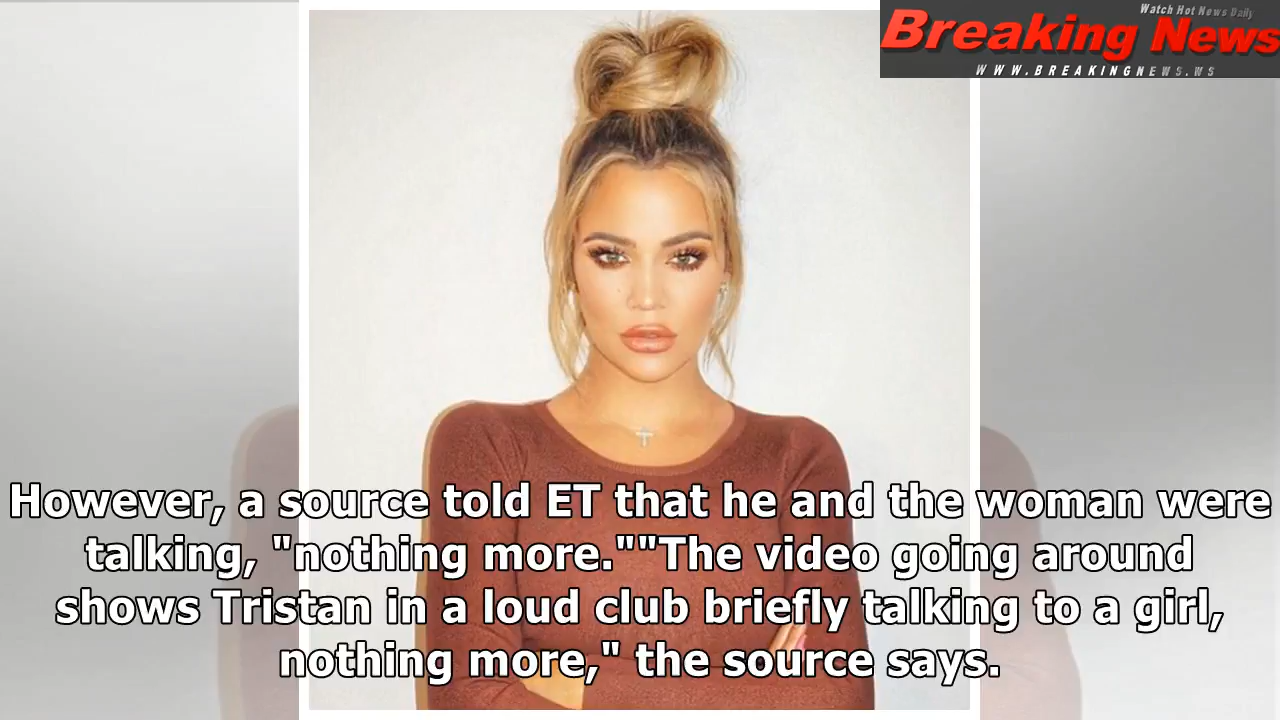 Watch Hot News Daily
Breaking News
WWW.BREAKINGNEWS.WS
However, a source told ET that he and the woman were
talking, "nothing more.""The video going around
shows Tristan in a loud club briefly talking to a girl,
nothing more," the source says.